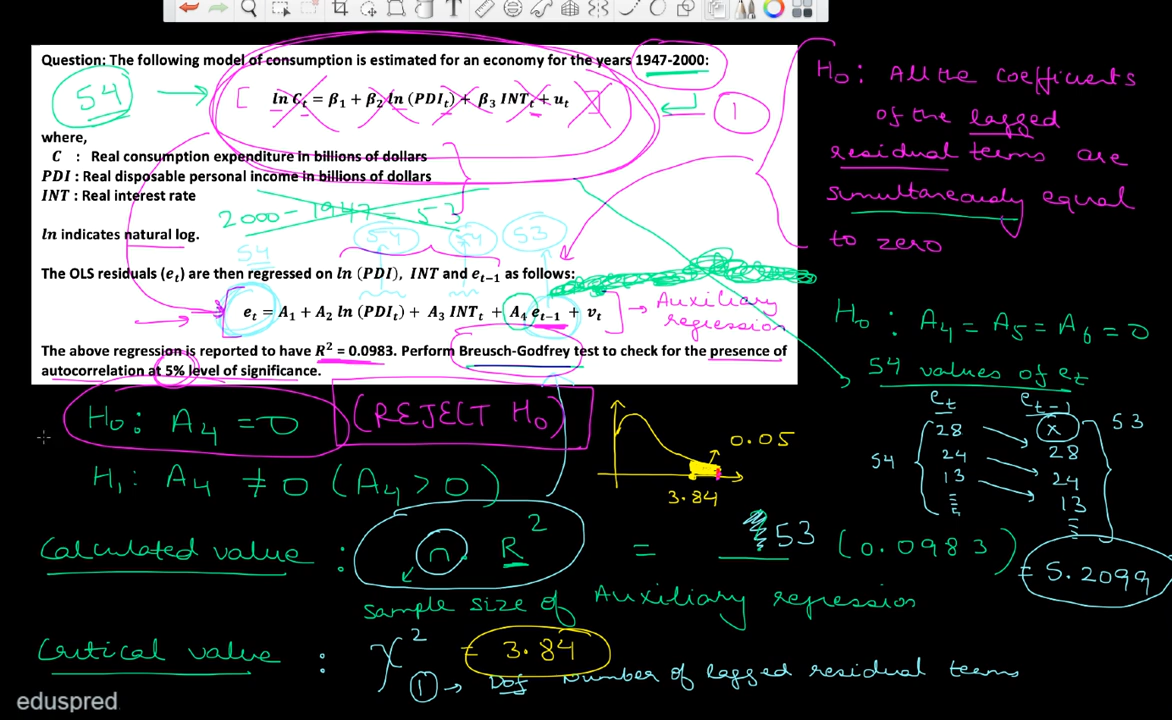 Question: The following model of consumption is estimated for an economy for the years 1947-2000:
54
[ ln Cₜ = β₁ + β₂ ln (PDIₜ) + β₃ INTₜ + uₜ ]
1
where,
C : Real consumption expenditure in billions of dollars
PDI : Real disposable personal income in billions of dollars
INT : Real interest rate
2000 - 1947 = 53
ln indicates natural log.
54
54
54
53
The OLS residuals (eₜ) are then regressed on ln (PDI), INT and eₜ₋₁ as follows:
eₜ = A₁ + A₂ ln (PDIₜ) + A₃ INTₜ + A₄ eₜ₋₁ + vₜ
→ Auxiliary
regression
The above regression is reported to have R² = 0.0983. Perform Breusch-Godfrey test to check for the presence of
autocorrelation at 5% level of significance.
H₀ : All the coefficients
of the lagged
residual terms are
simultaneously equal
to zero
H₀ : A₄ = A₅ = A₆ = 0
54 values of eₜ
eₜ eₜ₋₁
28 x
24 28
13 24
13
54
53
H₀ : A₄ = 0 (REJECT H₀)
H₁ : A₄ ≠ 0 (A₄ > 0)
0.05
3.84
Calculated value : n. R² = 53 (0.0983) = 5.2099
sample size of Auxiliary regression
Critical value : χ²₍₁₎ = 3.84
→ Dof Number of lagged residual terms
eduspred